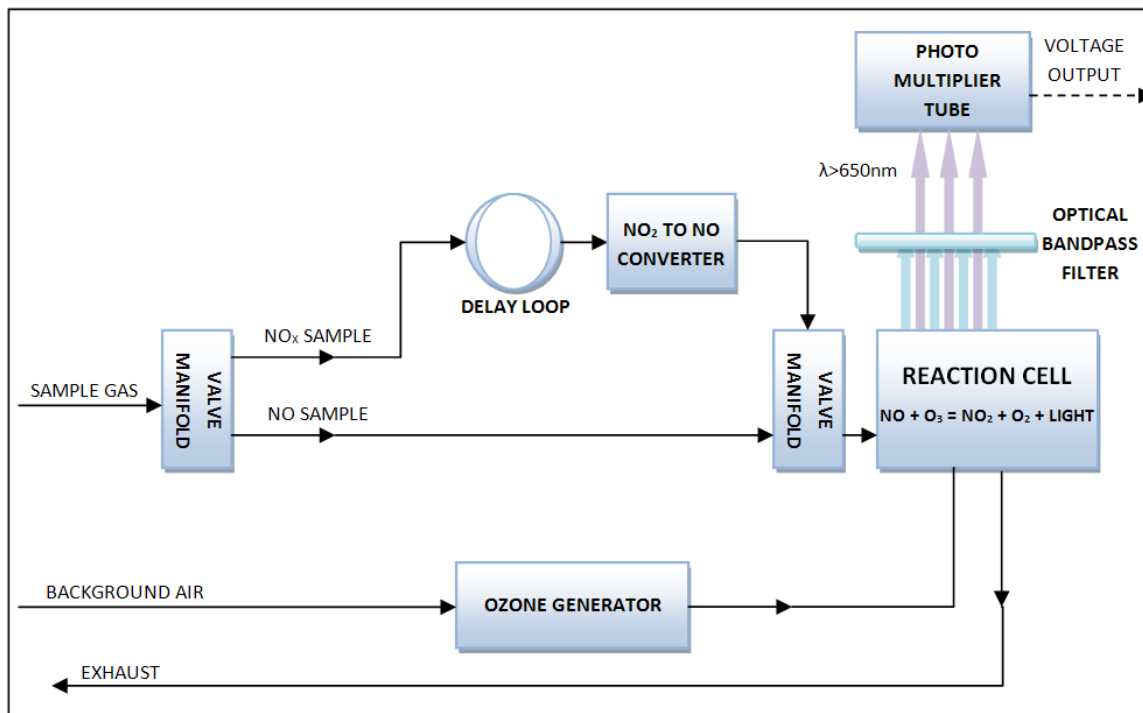 PHOTO
MULTIPLIER
TUBE
VOLTAGE
OUTPUT
λ>650nm
OPTICAL
BANDPASS
FILTER
NO₂ TO NO
CONVERTER
DELAY LOOP
NOₓ SAMPLE
SAMPLE GAS
VALVE
MANIFOLD
NO SAMPLE
VALVE
MANIFOLD
REACTION CELL
NO + O₃ = NO₂ + O₂ + LIGHT
BACKGROUND AIR
OZONE GENERATOR
EXHAUST